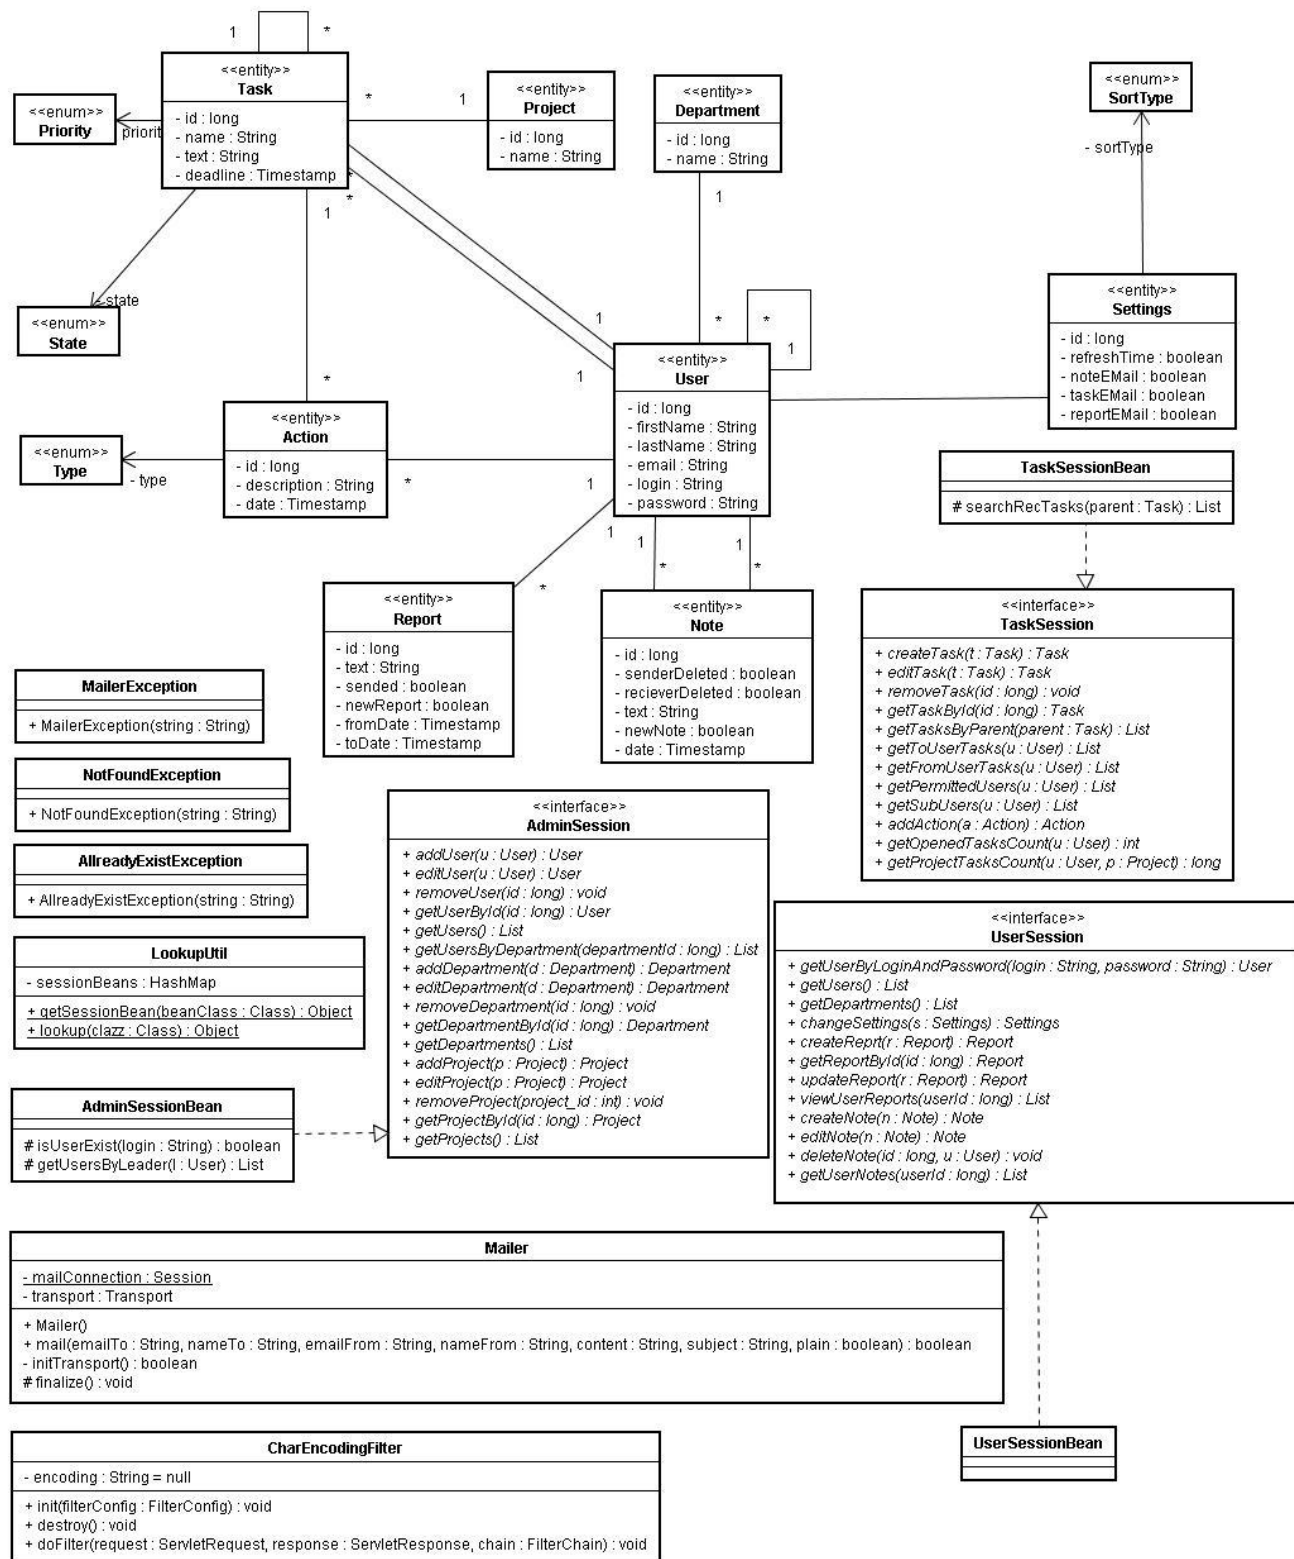 1 *
<<entity>>
Task
- id : long
- name : String
- text : String
- deadline : Timestamp
<<enum>>
Priority
priorit
* 1
<<entity>>
Project
- id : long
- name : String
<<entity>>
Department
- id : long
- name : String
<<enum>>
SortType
- sortType
*
*
1
1
- state
<<enum>>
State
1
1
*
*
1
*
<<entity>>
Settings
- id : long
- refreshTime : boolean
- noteEMail : boolean
- taskEMail : boolean
- reportEMail : boolean
<<entity>>
User
- id : long
- firstName : String
- lastName : String
- email : String
- login : String
- password : String
<<entity>>
Action
- id : long
- description : String
- date : Timestamp
<<enum>>
Type
- type
* 1
1 1 1
* * *
TaskSessionBean
# searchRecTasks(parent : Task) : List
<<entity>>
Report
- id : long
- text : String
- sended : boolean
- newReport : boolean
- fromDate : Timestamp
- toDate : Timestamp
<<entity>>
Note
- id : long
- senderDeleted : boolean
- recieverDeleted : boolean
- text : String
- newNote : boolean
- date : Timestamp
<<interface>>
TaskSession
+ createTask(t : Task) : Task
+ editTask(t : Task) : Task
+ removeTask(id : long) : void
+ getTaskById(id : long) : Task
+ getTasksByParent(parent : Task) : List
+ getToUserTasks(u : User) : List
+ getFromUserTasks(u : User) : List
+ getPermittedUsers(u : User) : List
+ getSubUsers(u : User) : List
+ addAction(a : Action) : Action
+ getOpenedTasksCount(u : User) : int
+ getProjectTasksCount(u : User, p : Project) : long
MailerException
+ MailerException(string : String)
NotFoundException
+ NotFoundException(string : String)
AllreadyExistException
+ AllreadyExistException(string : String)
LookupUtil
- sessionBeans : HashMap
+ getSessionBean(beanClass : Class) : Object
+ lookup(clazz : Class) : Object
AdminSessionBean
# isUserExist(login : String) : boolean
# getUsersByLeader(l : User) : List
<<interface>>
AdminSession
+ addUser(u : User) : User
+ editUser(u : User) : User
+ removeUser(id : long) : void
+ getUserById(id : long) : User
+ getUsers() : List
+ getUsersByDepartment(departmentId : long) : List
+ addDepartment(d : Department) : Department
+ editDepartment(d : Department) : Department
+ removeDepartment(id : long) : void
+ getDepartmentById(id : long) : Department
+ getDepartments() : List
+ addProject(p : Project) : Project
+ editProject(p : Project) : Project
+ removeProject(project_id : int) : void
+ getProjectById(id : long) : Project
+ getProjects() : List
<<interface>>
UserSession
+ getUserByLoginAndPassword(login : String, password : String) : User
+ getUsers() : List
+ getDepartments() : List
+ changeSettings(s : Settings) : Settings
+ createReprt(r : Report) : Report
+ getReportById(id : long) : Report
+ updateReport(r : Report) : Report
+ viewUserReports(userId : long) : List
+ createNote(n : Note) : Note
+ editNote(n : Note) : Note
+ deleteNote(id : long, u : User) : void
+ getUserNotes(userId : long) : List
Mailer
- mailConnection : Session
- transport : Transport
+ Mailer()
+ mail(emailTo : String, nameTo : String, emailFrom : String, nameFrom : String, content : String, subject : String, plain : boolean) : boolean
- initTransport() : boolean
# finalize() : void
UserSessionBean
CharEncodingFilter
- encoding : String = null
+ init(filterConfig : FilterConfig) : void
+ destroy() : void
+ doFilter(request : ServletRequest, response : ServletResponse, chain : FilterChain) : void